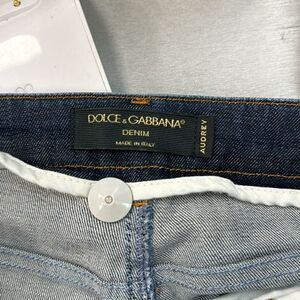 DOLCE & GABBANA®
DENIM
MADE IN ITALY
AUDREY